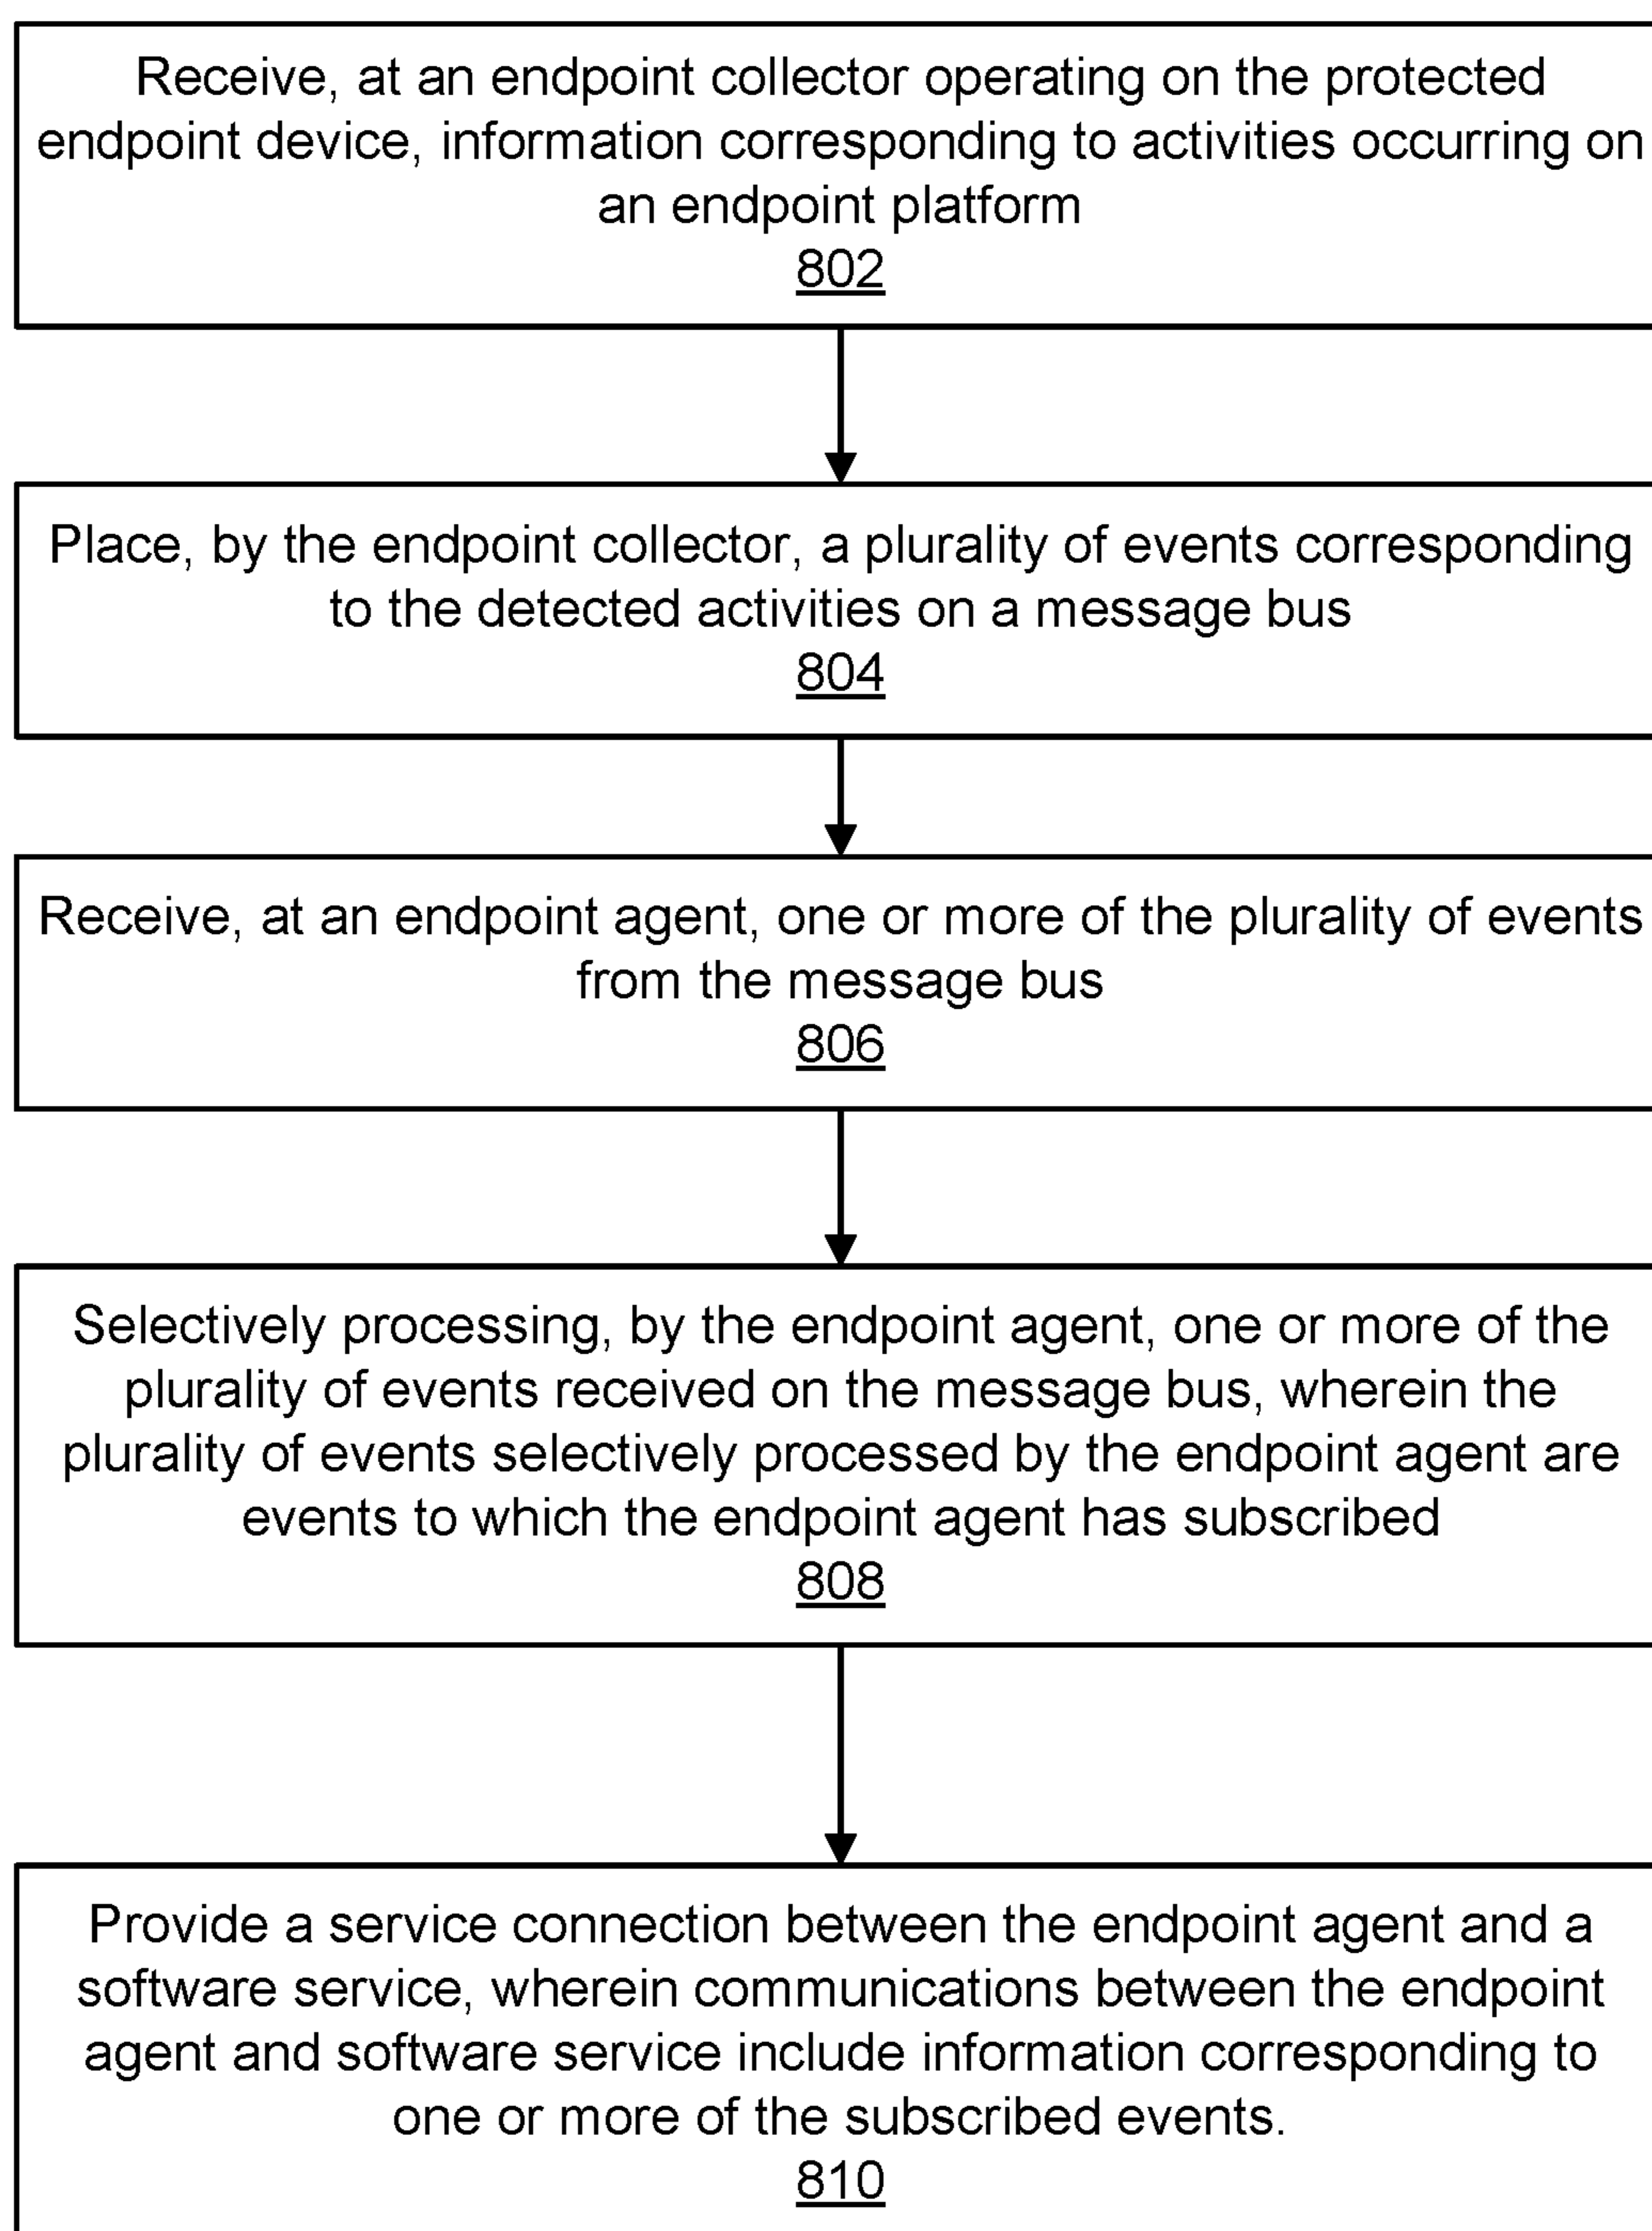 Receive, at an endpoint collector operating on the protected
endpoint device, information corresponding to activities occurring on
an endpoint platform
802
Place, by the endpoint collector, a plurality of events corresponding
to the detected activities on a message bus
804
Receive, at an endpoint agent, one or more of the plurality of events
from the message bus
806
Selectively processing, by the endpoint agent, one or more of the
plurality of events received on the message bus, wherein the
plurality of events selectively processed by the endpoint agent are
events to which the endpoint agent has subscribed
808
Provide a service connection between the endpoint agent and a
software service, wherein communications between the endpoint
agent and software service include information corresponding to
one or more of the subscribed events.
810